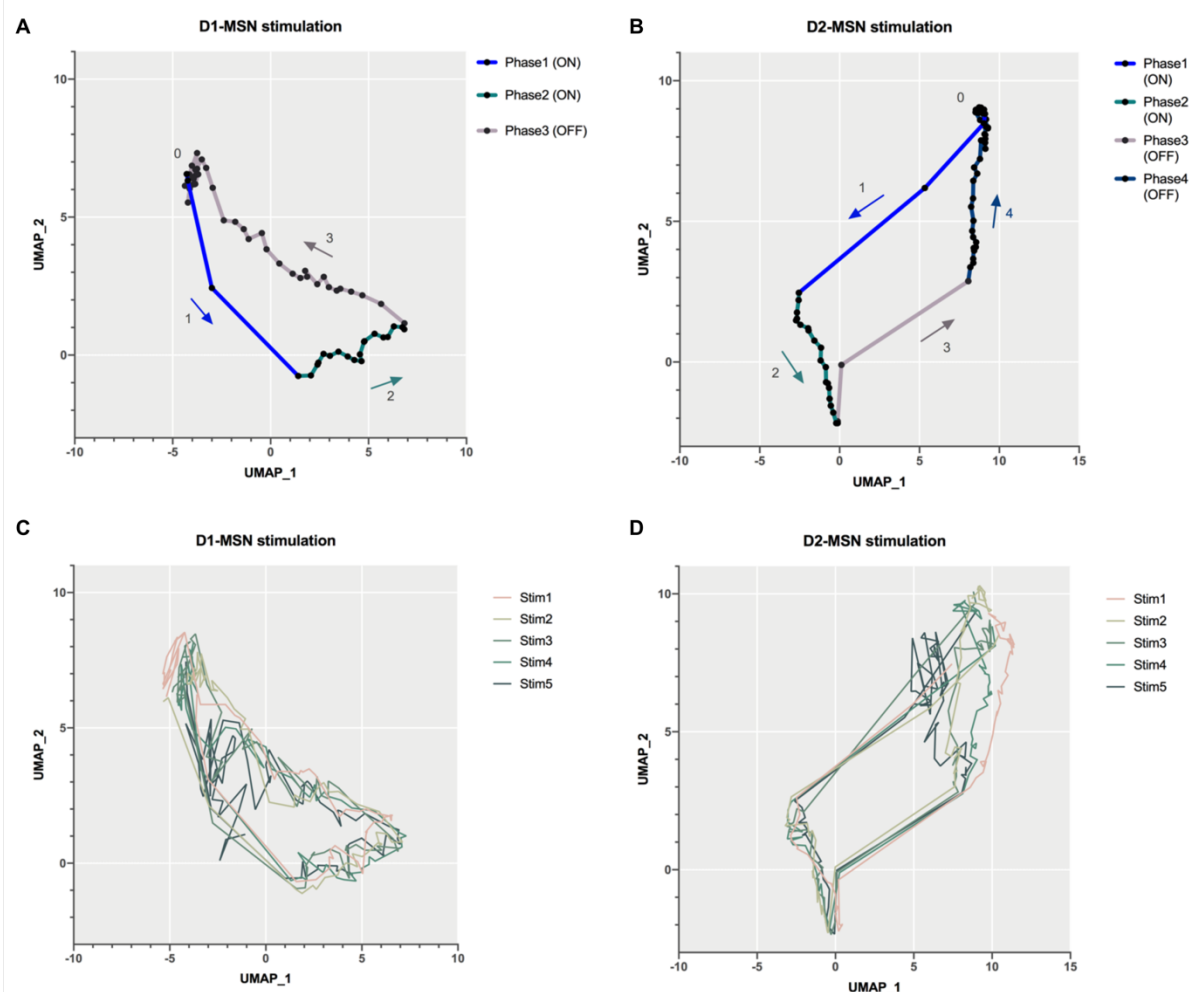 A
D1-MSN stimulation
10
5
0
-5
0
5
10
UMAP_2
UMAP_1
0
1
2
3
Phase1 (ON)
Phase2 (ON)
Phase3 (OFF)
B
D2-MSN stimulation
10
5
0
-10
-5
0
5
10
15
UMAP_2
UMAP_1
0
1
2
3
4
Phase1
(ON)
Phase2
(ON)
Phase3
(OFF)
Phase4
(OFF)
C
D1-MSN stimulation
10
5
0
-10
-5
0
5
10
UMAP_2
UMAP_1
Stim1
Stim2
Stim3
Stim4
Stim5
D
D2-MSN stimulation
10
5
0
-10
-5
0
5
10
15
UMAP_2
UMAP_1
Stim1
Stim2
Stim3
Stim4
Stim5